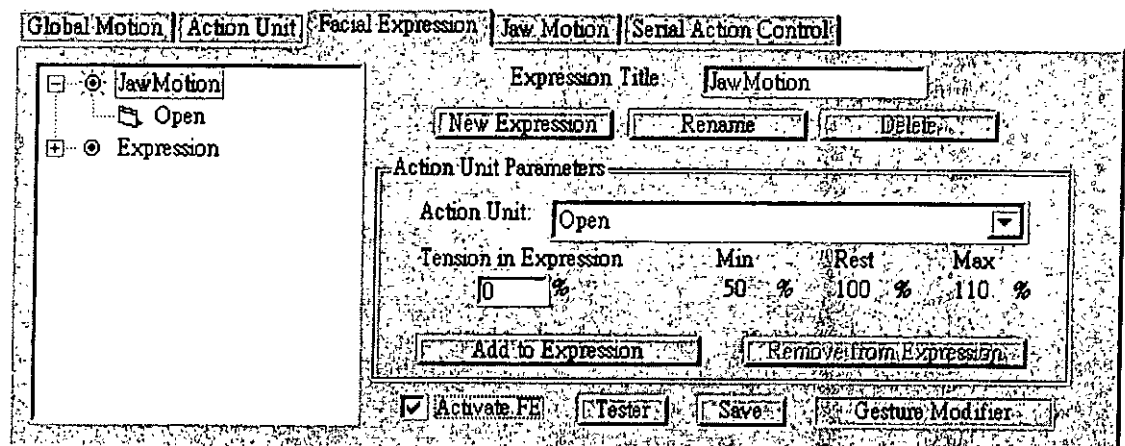 Global Motion Action Unit Facial Expression Jaw Motion Serial Action Control
JawMotion
Open
Expression
Expression Title: JawMotion
New Expression Rename Delete
Action Unit Parameters
Action Unit: Open
Tension in Expression Min Rest Max
0 % 50 % 100 % 110 %
Add to Expression Remove from Expression
Activate FE Tester Save Gesture Modifier